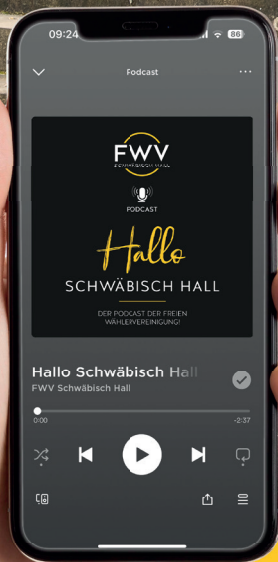 09:24
86
Fodcast
FWV
SCHWÄBISCH HALL
PODCAST
Hallo
SCHWÄBISCH HALL
DER PODCAST DER FREIEN
WÄHLEVEREINIGUNG!
Hallo Schwäbisch Hall
FWV Schwäbisch Hall
0:00
-2:37